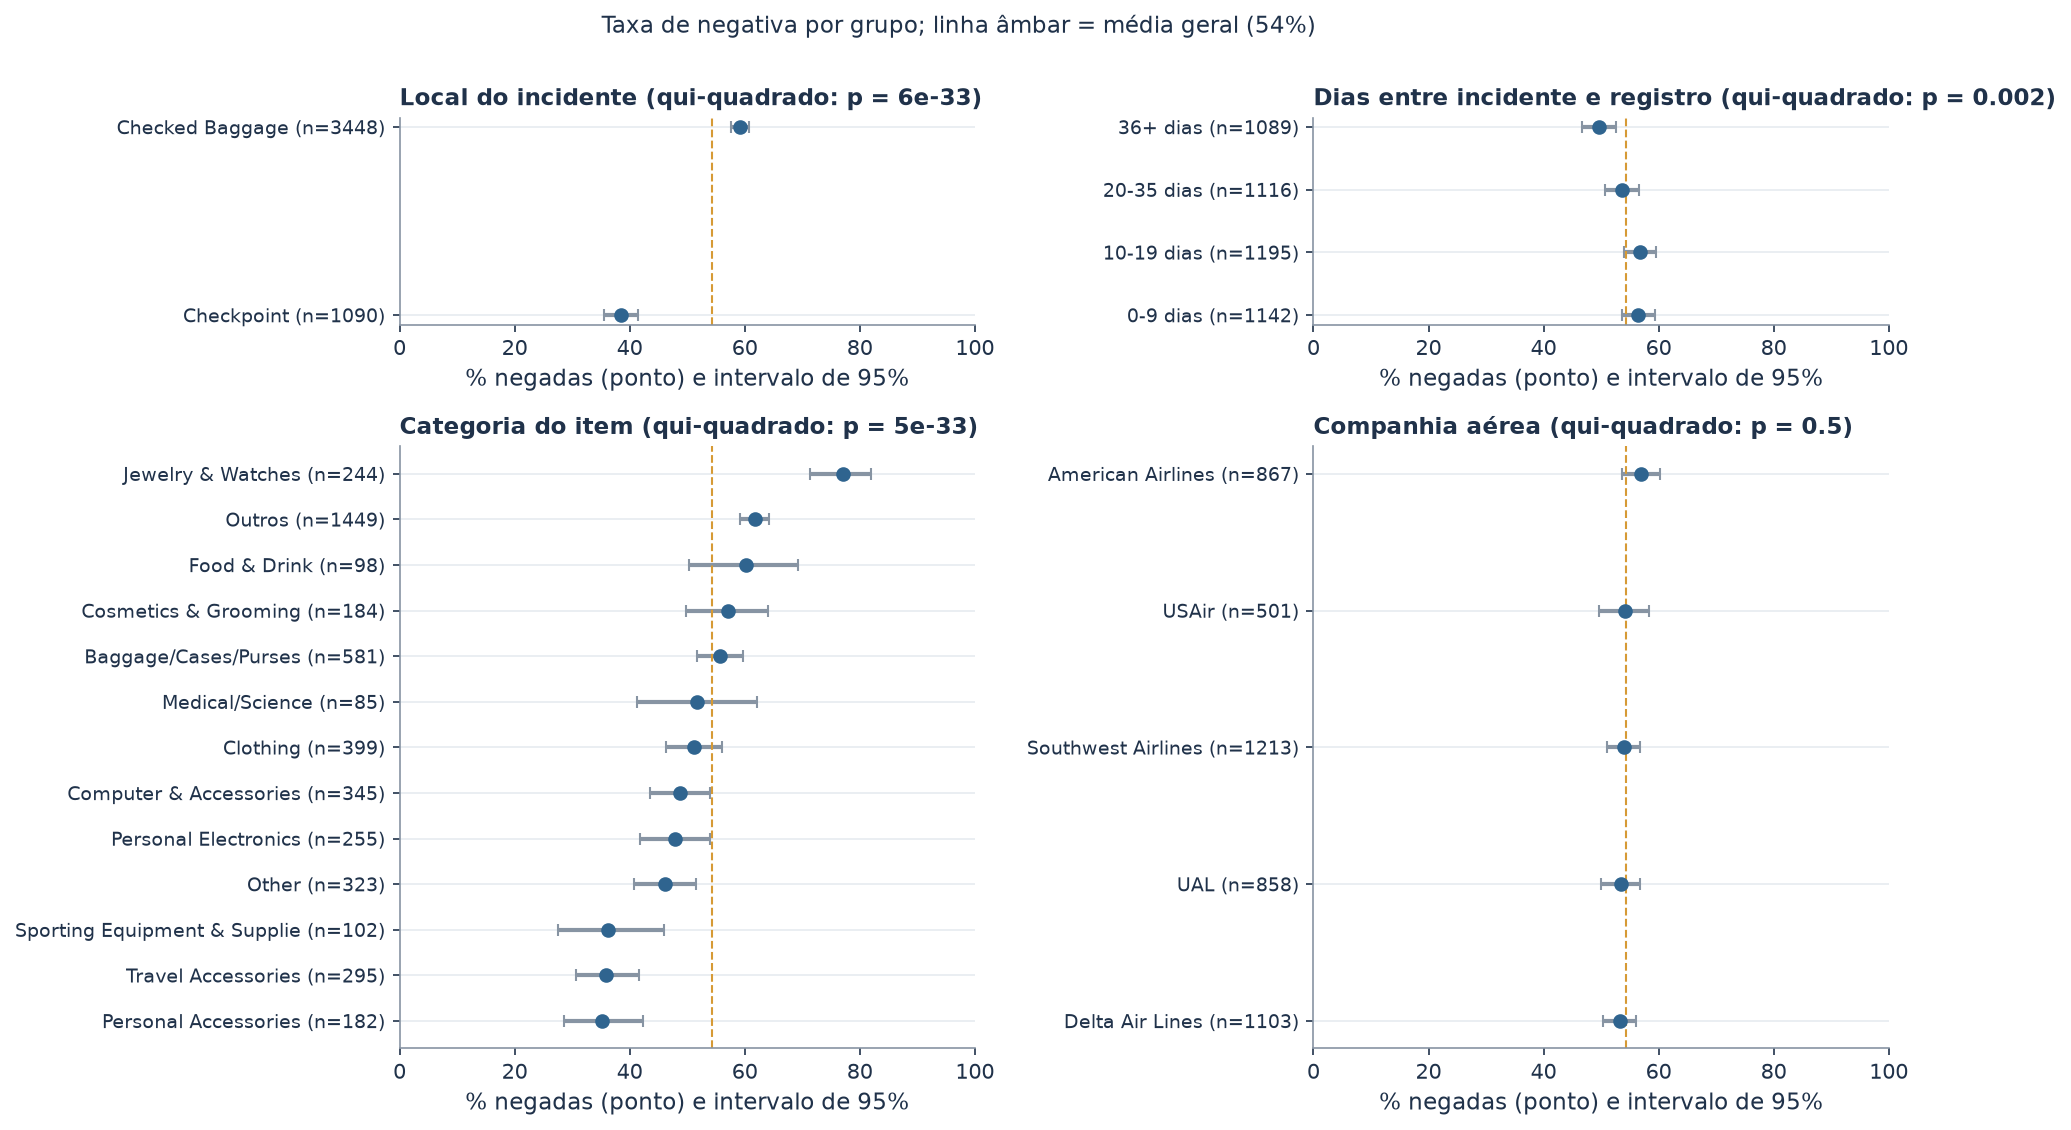 Taxa de negativa por grupo; linha âmbar = média geral (54%)
Local do incidente (qui-quadrado: p = 6e-33)
Checked Baggage (n=3448)
Checkpoint (n=1090)
0 20 40 60 80 100
% negadas (ponto) e intervalo de 95%
Dias entre incidente e registro (qui-quadrado: p = 0.002)
36+ dias (n=1089)
20-35 dias (n=1116)
10-19 dias (n=1195)
0-9 dias (n=1142)
0 20 40 60 80 100
% negadas (ponto) e intervalo de 95%
Categoria do item (qui-quadrado: p = 5e-33)
Jewelry & Watches (n=244)
Outros (n=1449)
Food & Drink (n=98)
Cosmetics & Grooming (n=184)
Baggage/Cases/Purses (n=581)
Medical/Science (n=85)
Clothing (n=399)
Computer & Accessories (n=345)
Personal Electronics (n=255)
Other (n=323)
Sporting Equipment & Supplie (n=102)
Travel Accessories (n=295)
Personal Accessories (n=182)
0 20 40 60 80 100
% negadas (ponto) e intervalo de 95%
Companhia aérea (qui-quadrado: p = 0.5)
American Airlines (n=867)
USAir (n=501)
Southwest Airlines (n=1213)
UAL (n=858)
Delta Air Lines (n=1103)
0 20 40 60 80 100
% negadas (ponto) e intervalo de 95%